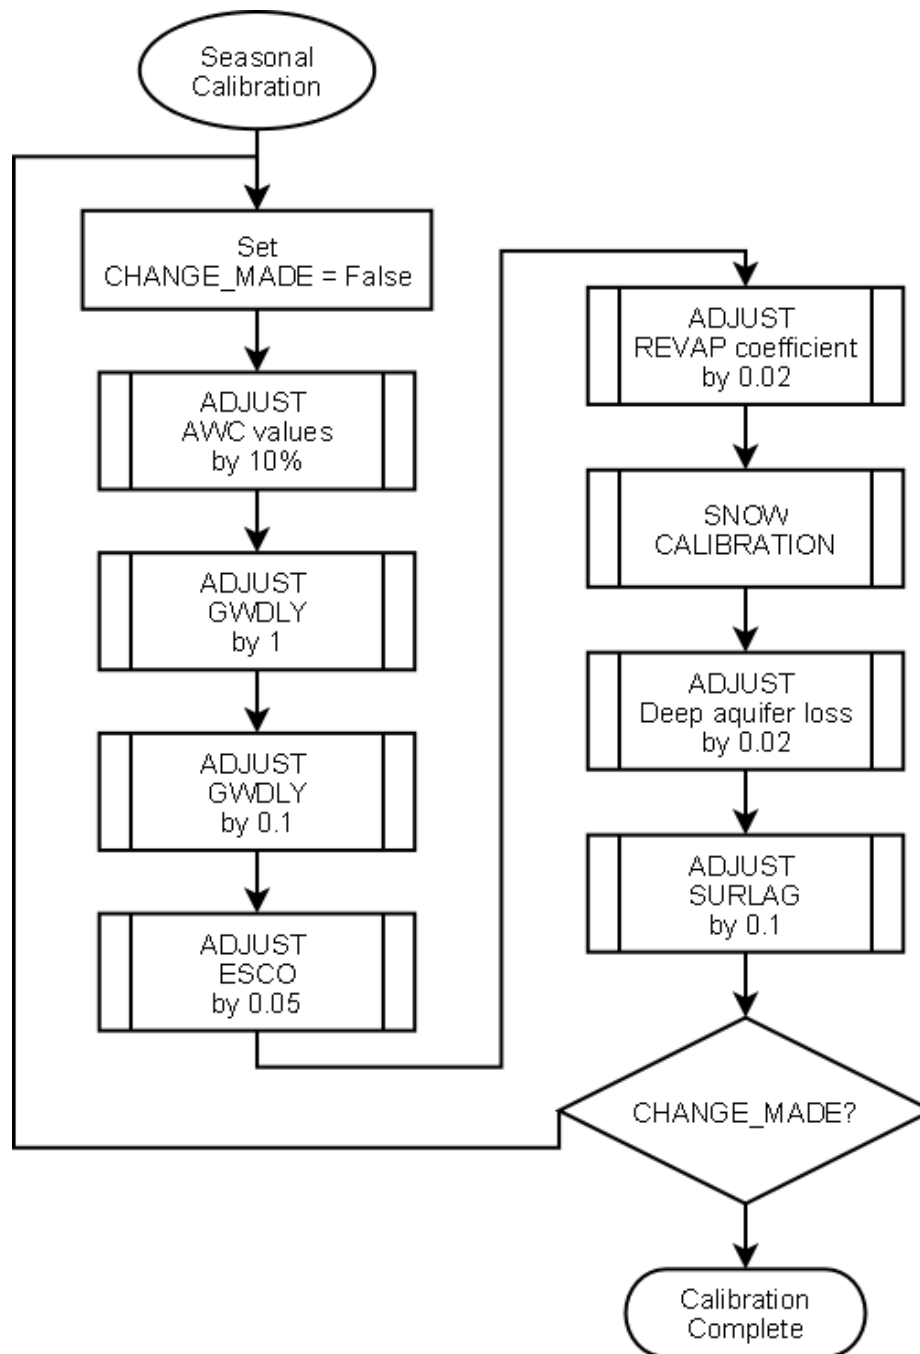 Seasonal
Calibration
Set
CHANGE_MADE = False
ADJUST
AWC values
by 10%
ADJUST
GWDLY
by 1
ADJUST
GWDLY
by 0.1
ADJUST
ESCO
by 0.05
ADJUST
REVAP coefficient
by 0.02
SNOW
CALIBRATION
ADJUST
Deep aquifer loss
by 0.02
ADJUST
SURLAG
by 0.1
CHANGE_MADE?
Calibration
Complete